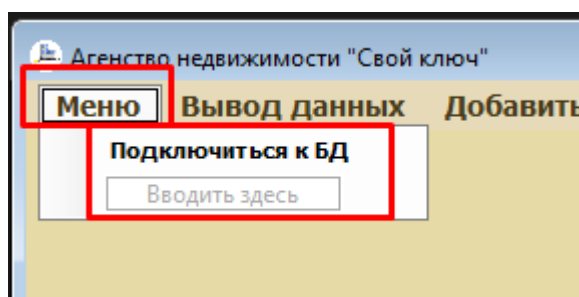 Агенство недвижимости "Свой ключ"
Меню Вывод данных Добавить
Подключиться к БД
Вводить здесь